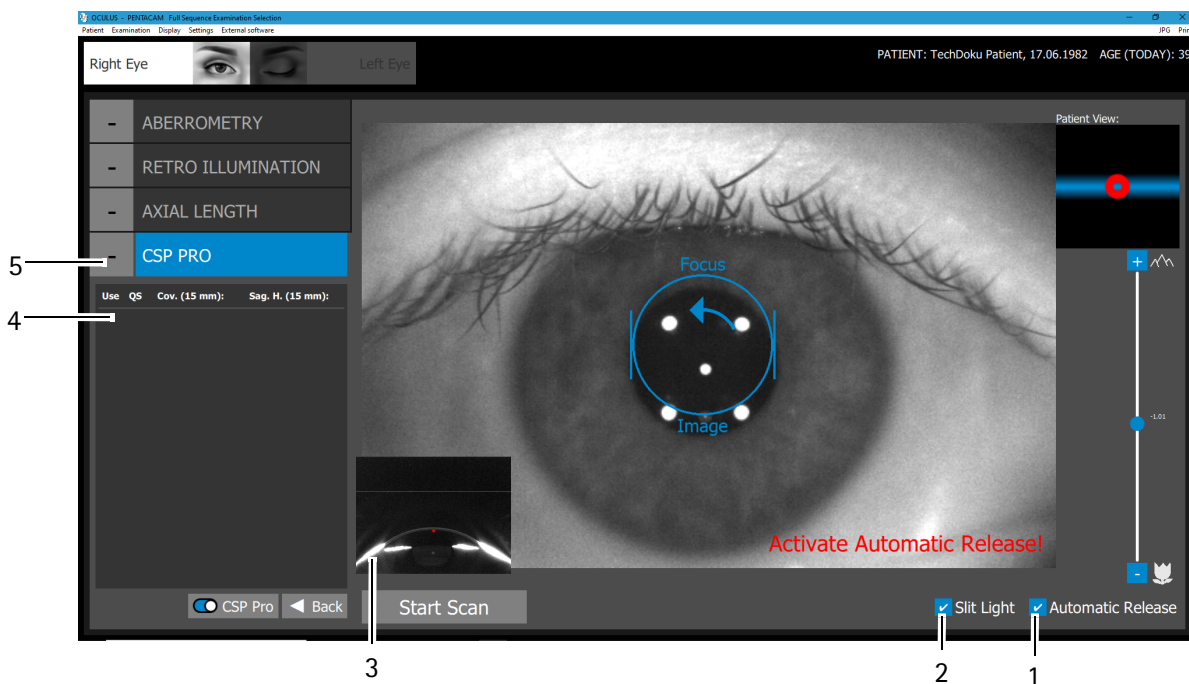 OCULUS - PENTACAM Full Sequence Examination Selection
Patient Examination Display Settings External software JPG Prin
Right Eye Left Eye PATIENT: TechDoku Patient, 17.06.1982 AGE (TODAY): 39
- ABERROMETRY
Patient View:
- RETRO ILLUMINATION
- AXIAL LENGTH
5 - CSP PRO
Focus
+
Use QS Cov. (15 mm): Sag. H. (15 mm):
4
-1.01
Image
Activate Automatic Release!
-
CSP Pro Back Start Scan Slit Light Automatic Release
3 2 1